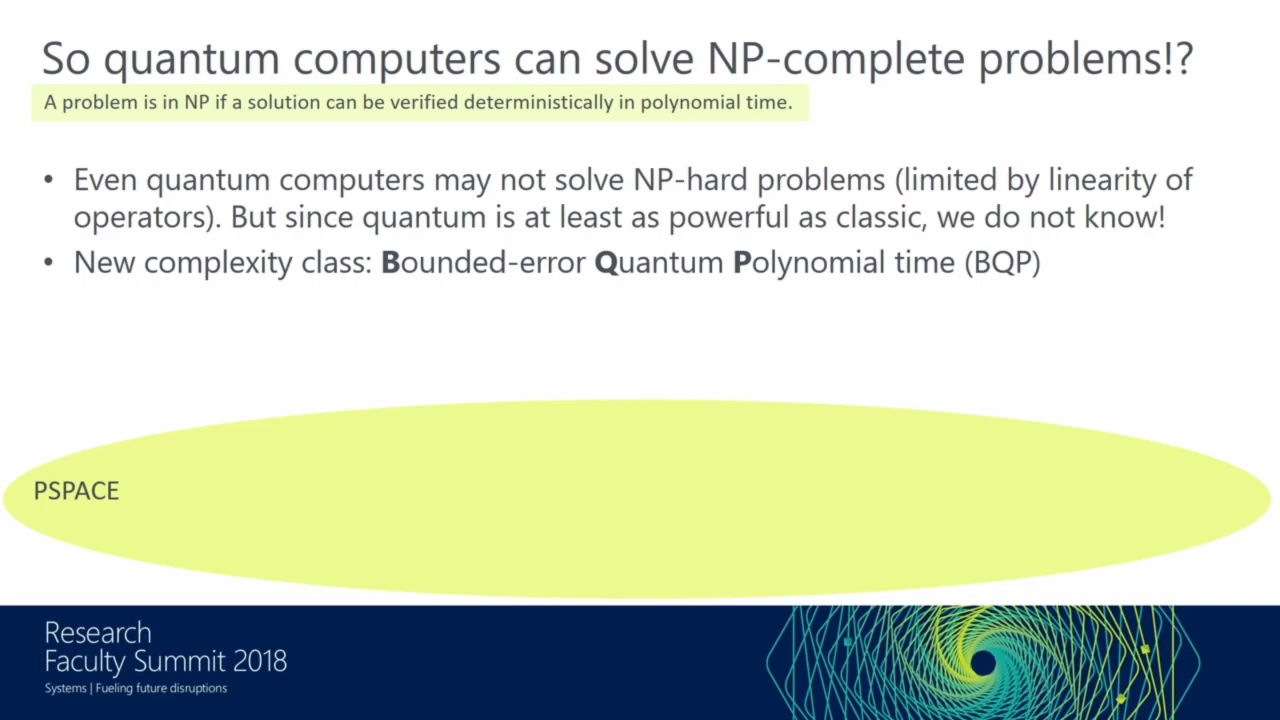 So quantum computers can solve NP-complete problems!?
A problem is in NP if a solution can be verified deterministically in polynomial time.
• Even quantum computers may not solve NP-hard problems (limited by linearity of
operators). But since quantum is at least as powerful as classic, we do not know!
• New complexity class: Bounded-error Quantum Polynomial time (BQP)
PSPACE
Research
Faculty Summit 2018
Systems | Fueling future disruptions